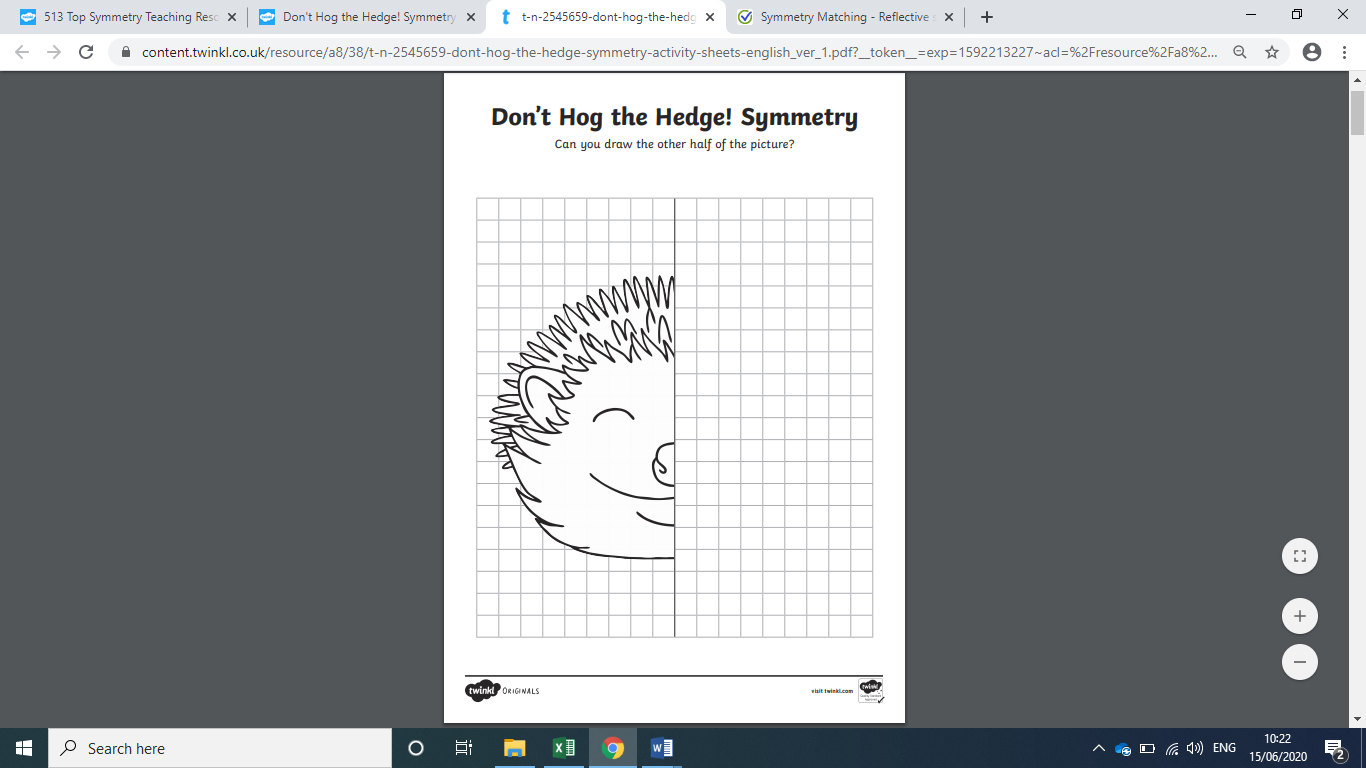 513 Top Symmetry Teaching Reso
Don't Hog the Hedge! Symmetry
t-n-2545659-dont-hog-the-hedg
Symmetry Matching - Reflective s
content.twinkl.co.uk/resource/a8/38/t-n-2545659-dont-hog-the-hedge-symmetry-activity-sheets-english_ver_1.pdf?__token__=exp=1592213227~acl=%2Fresource%2Fa8%2...
Don't Hog the Hedge! Symmetry
Can you draw the other half of the picture?
twinkl ORIGINALS
visit twinkl.com
twinkl
Search here
ENG
10:22
15/06/2020
2